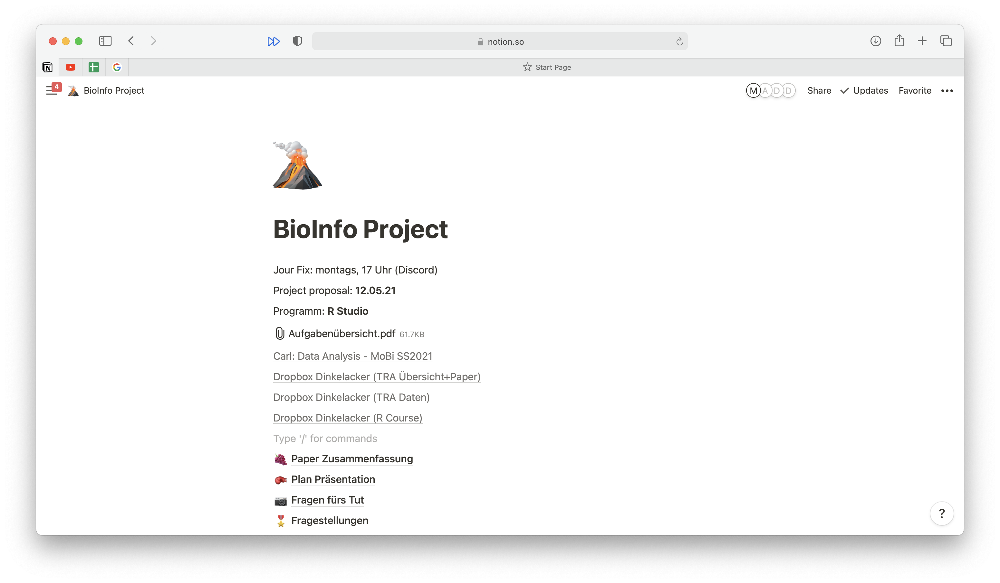 notion.so
Start Page
4
BioInfo Project
M A D D
Share
Updates
Favorite
BioInfo Project
Jour Fix: montags, 17 Uhr (Discord)
Project proposal: 12.05.21
Programm: R Studio
Aufgabenübersicht.pdf 61.7KB
Carl: Data Analysis - MoBi SS2021
Dropbox Dinkelacker (TRA Übersicht+Paper)
Dropbox Dinkelacker (TRA Daten)
Dropbox Dinkelacker (R Course)
Type '/' for commands
Paper Zusammenfassung
Plan Präsentation
Fragen fürs Tut
Fragestellungen
?